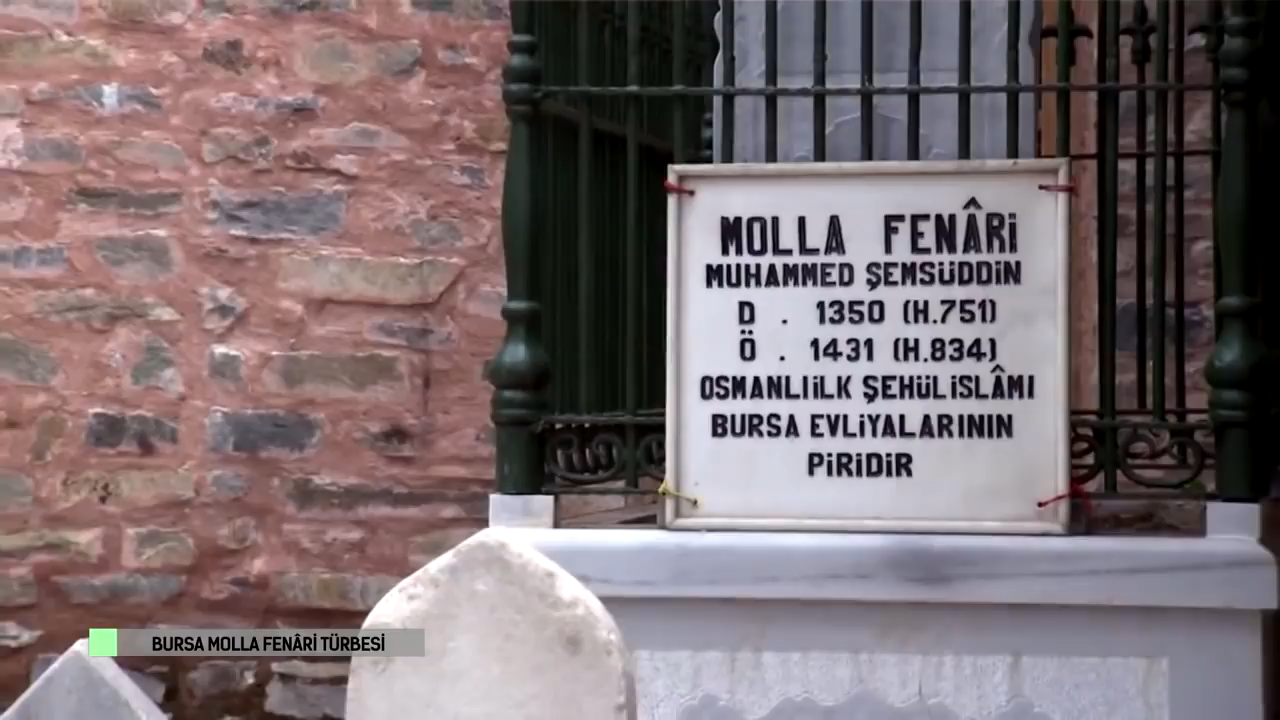 MOLLA FENÂRİ
MUHAMMED ŞEMSÜDDİN
D . 1350 (H.751)
Ö . 1431 (H.834)
OSMANLI İLK ŞEHÜLİSLÂMI
BURSA EVLİYALARININ
PİRİDİR
BURSA MOLLA FENÂRİ TÜRBESİ